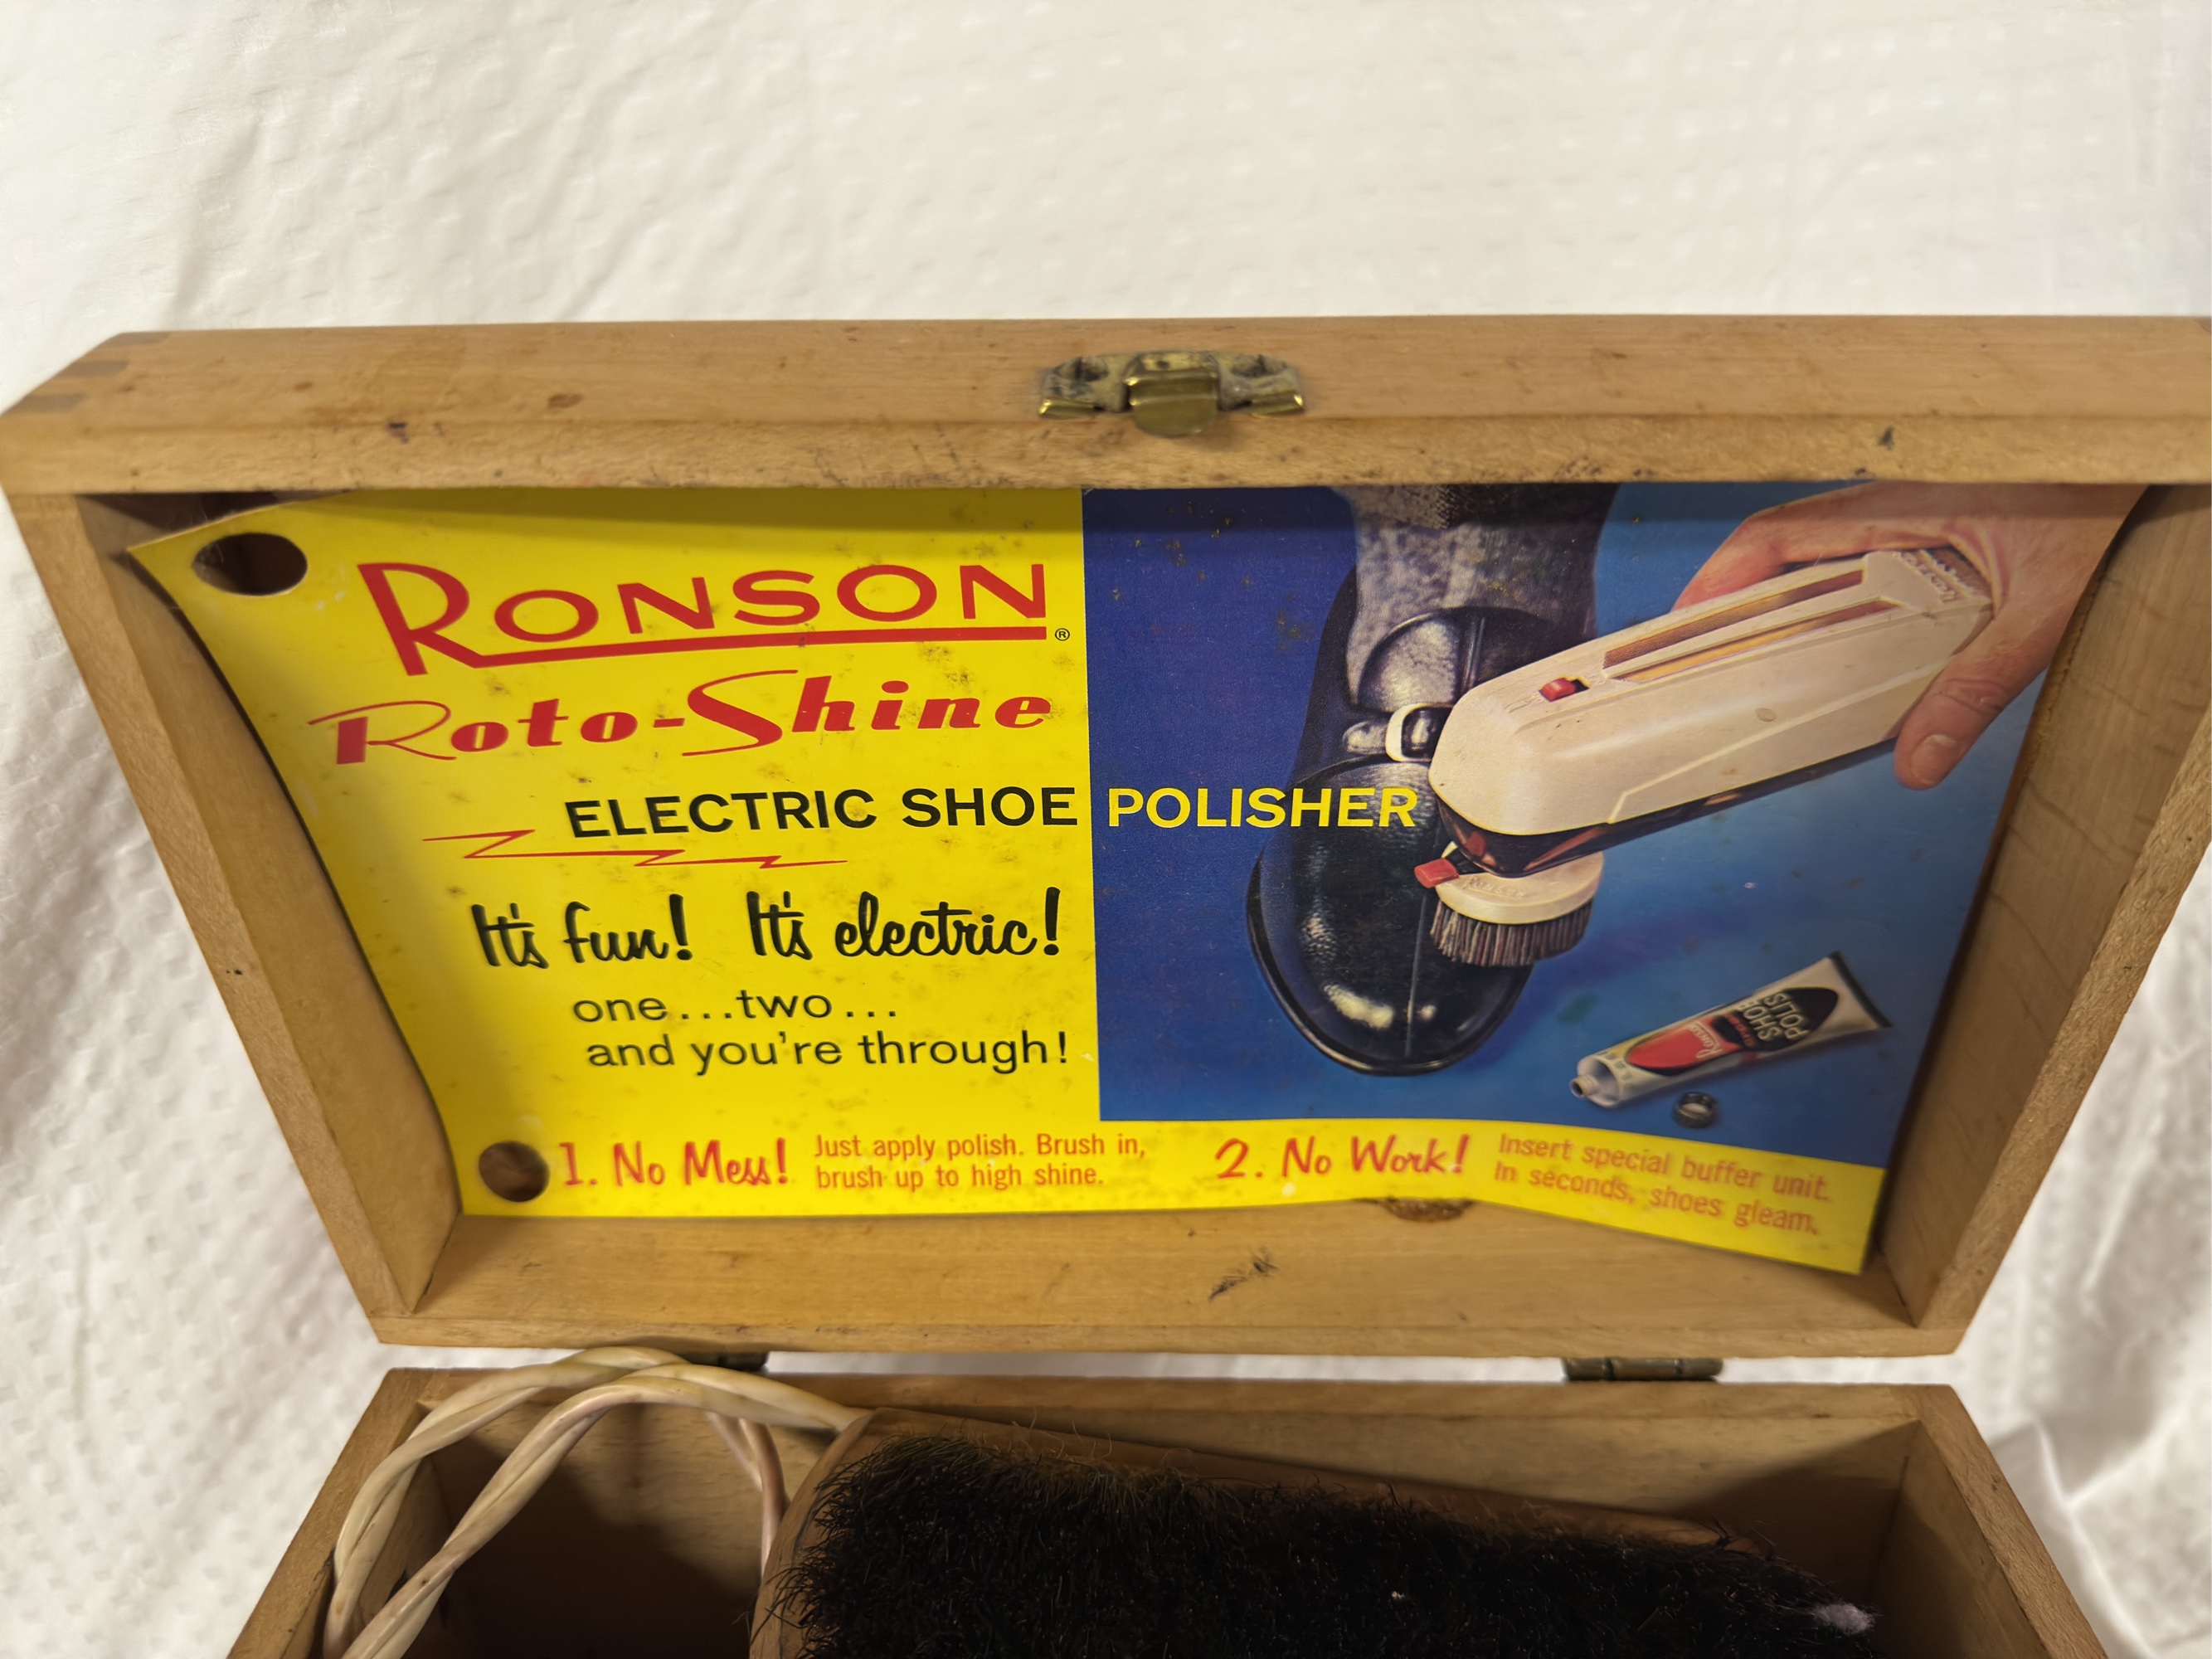 RONSON®
Roto-Shine
ELECTRIC SHOE POLISHER
It's fun! It's electric!
one...two...
and you're through!
1. No Mess! Just apply polish. Brush in,
brush up to high shine.
2. No Work! Insert special buffer unit.
In seconds, shoes gleam.
SHOE
POLIS